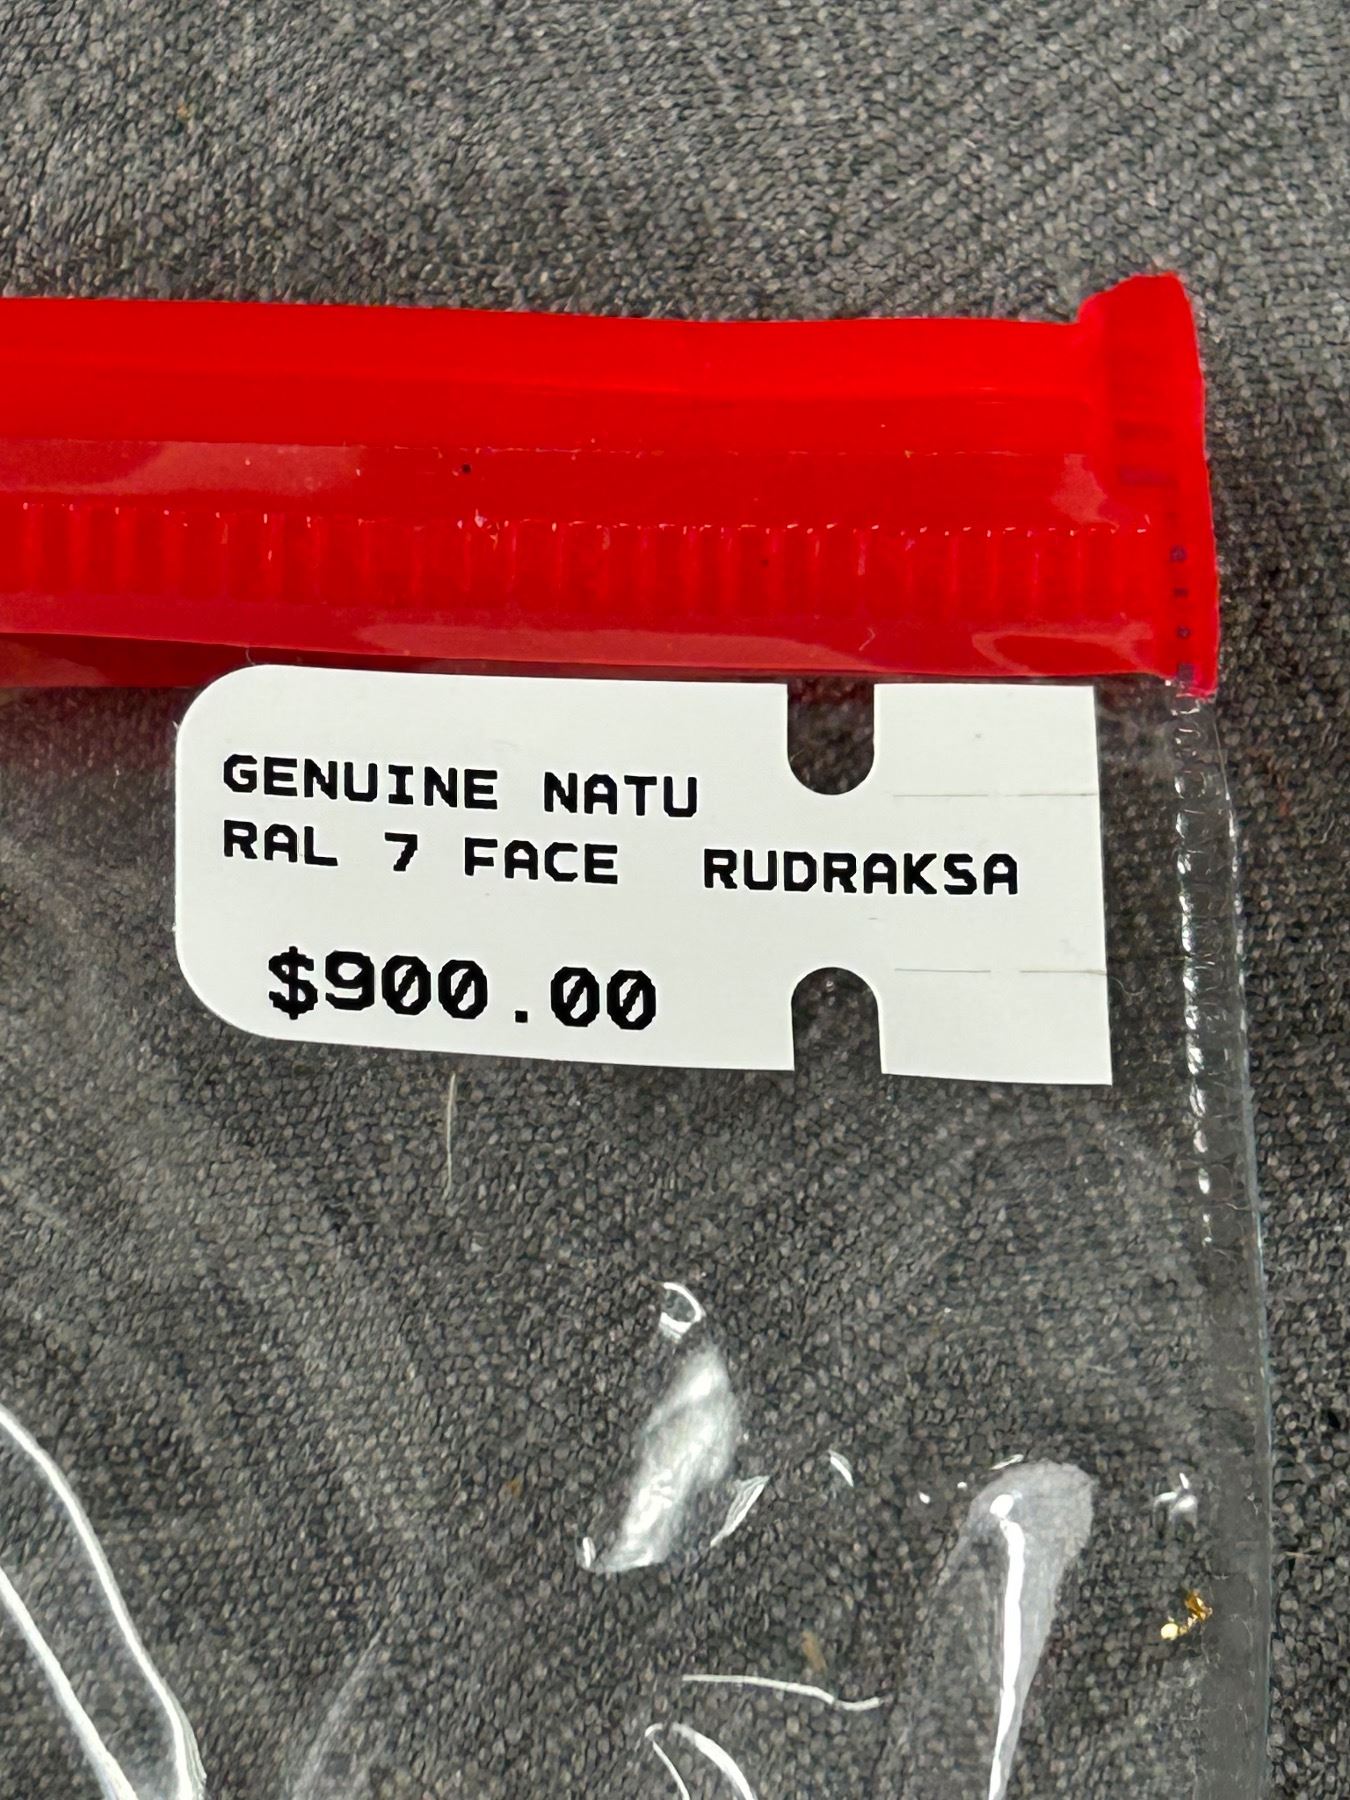 GENUINE NATU
RAL 7 FACE RUDRAKSA
$900.00